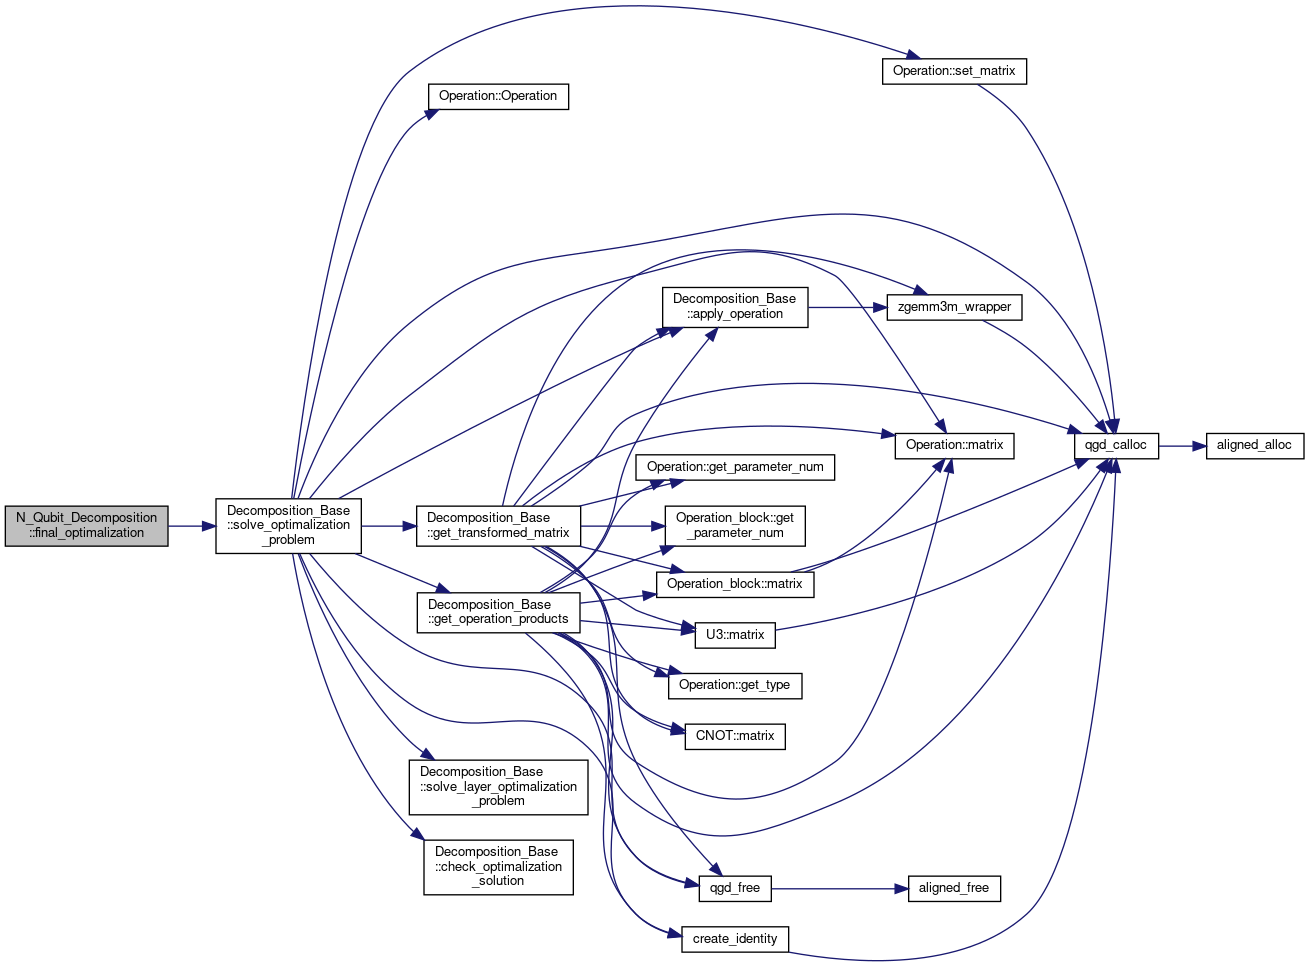 N_Qubit_Decomposition
::final_optimalization
Decomposition_Base
::solve_optimalization
_problem
Operation::Operation
Operation::set_matrix
Decomposition_Base
::apply_operation
zgemm3m_wrapper
Operation::matrix
qgd_calloc
aligned_alloc
Operation::get_parameter_num
Decomposition_Base
::get_transformed_matrix
Operation_block::get
_parameter_num
Operation_block::matrix
Decomposition_Base
::get_operation_products
U3::matrix
Operation::get_type
CNOT::matrix
Decomposition_Base
::solve_layer_optimalization
_problem
Decomposition_Base
::check_optimalization
_solution
qgd_free
aligned_free
create_identity